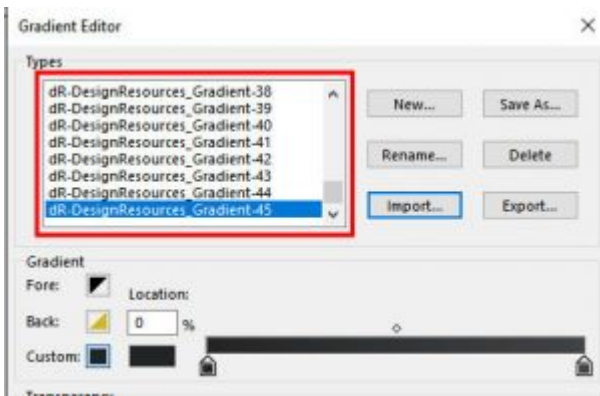 Gradient Editor
Types
dR-DesignResources_Gradient-38
dR-DesignResources_Gradient-39
dR-DesignResources_Gradient-40
dR-DesignResources_Gradient-41
dR-DesignResources_Gradient-42
dR-DesignResources_Gradient-43
dR-DesignResources_Gradient-44
dR-DesignResources_Gradient-45
New... Save As...
Rename... Delete
Import... Export...
Gradient
Fore: Location:
Back: 0 %
Custom:
Transparency